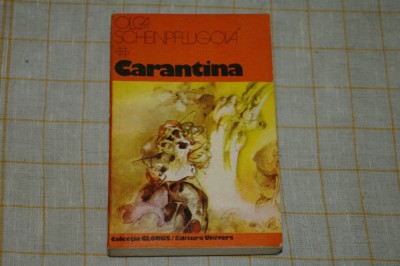 OLGA
SCHEINPFLUGOVÁ
Carantina
Colecția GLOBUS / Editura Univers